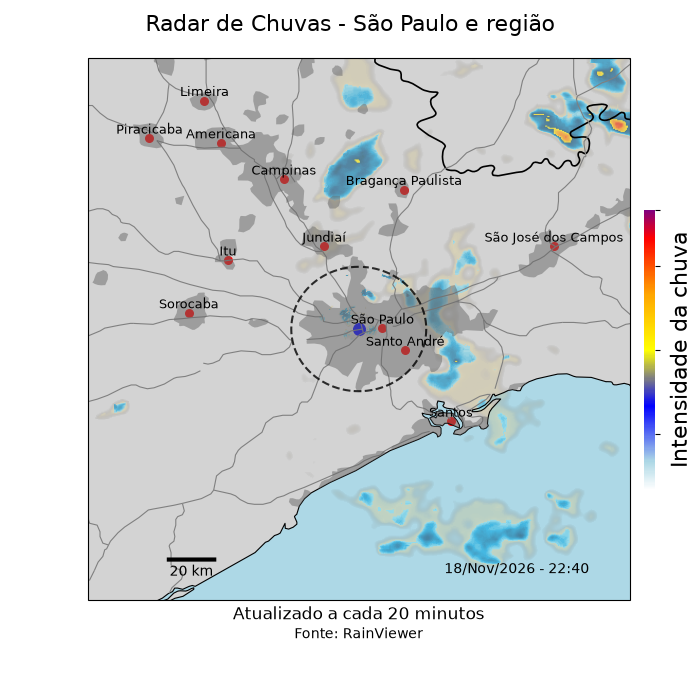 Radar de Chuvas - São Paulo e região
Limeira
Piracicaba
Americana
Campinas
Bragança Paulista
Jundiaí
São José dos Campos
Itu
Sorocaba
São Paulo
Santo André
Santos
Intensidade da chuva
20 km
18/Nov/2026 - 22:40
Atualizado a cada 20 minutos
Fonte: RainViewer